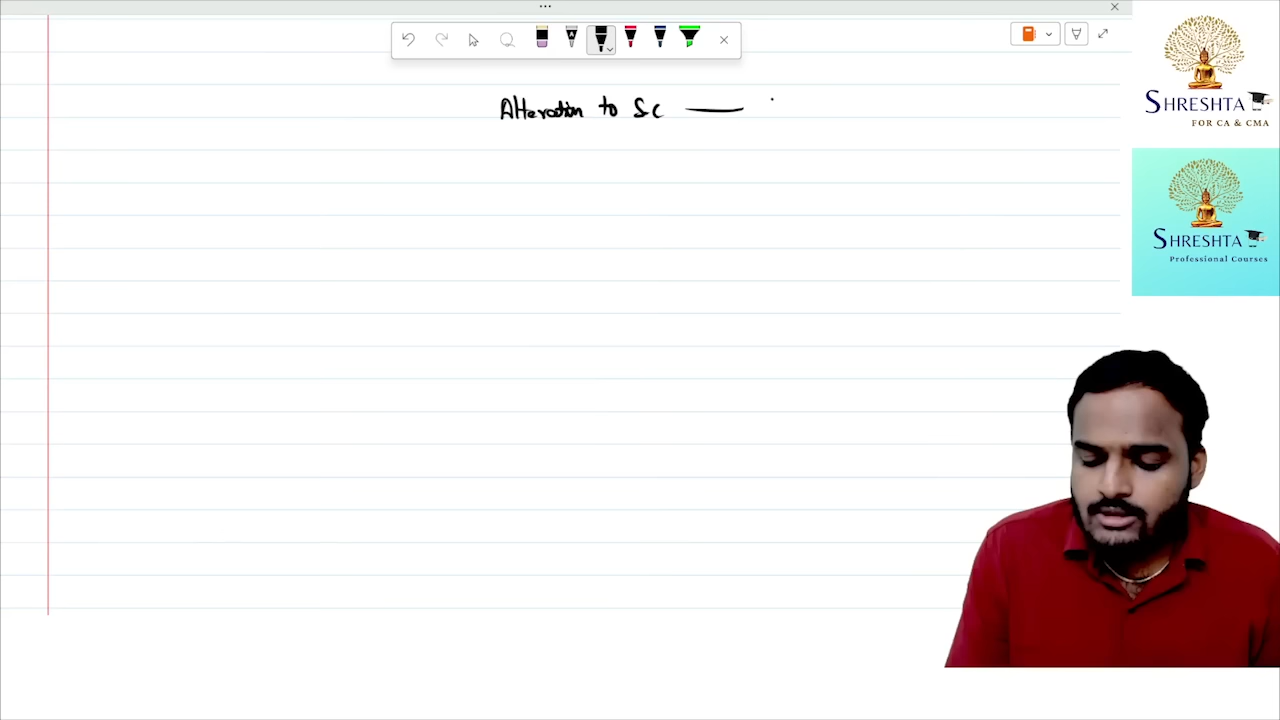 Alteration to SC ——
SHRESHTA
FOR CA & CMA
SHRESHTA
Professional Courses